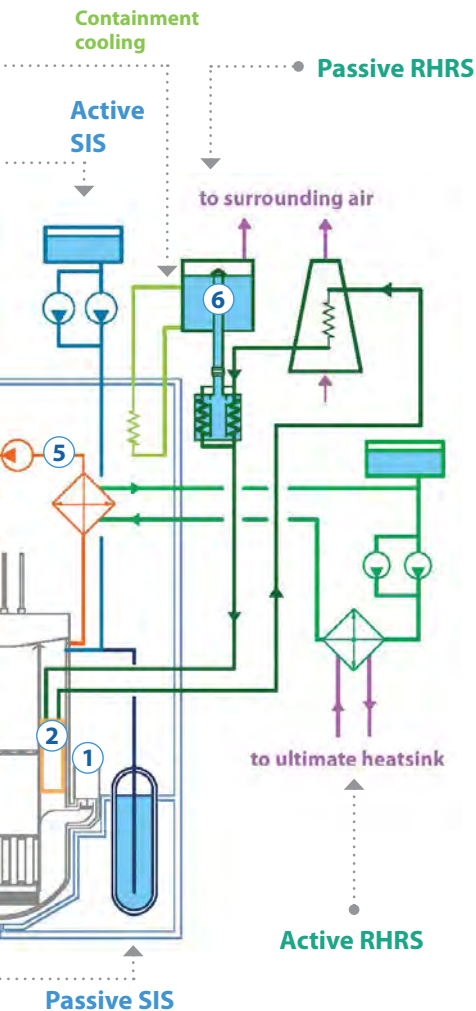 Containment
cooling
Passive RHRS
Active
SIS
to surrounding air
6
5
2
1
to ultimate heatsink
Active RHRS
Passive SIS